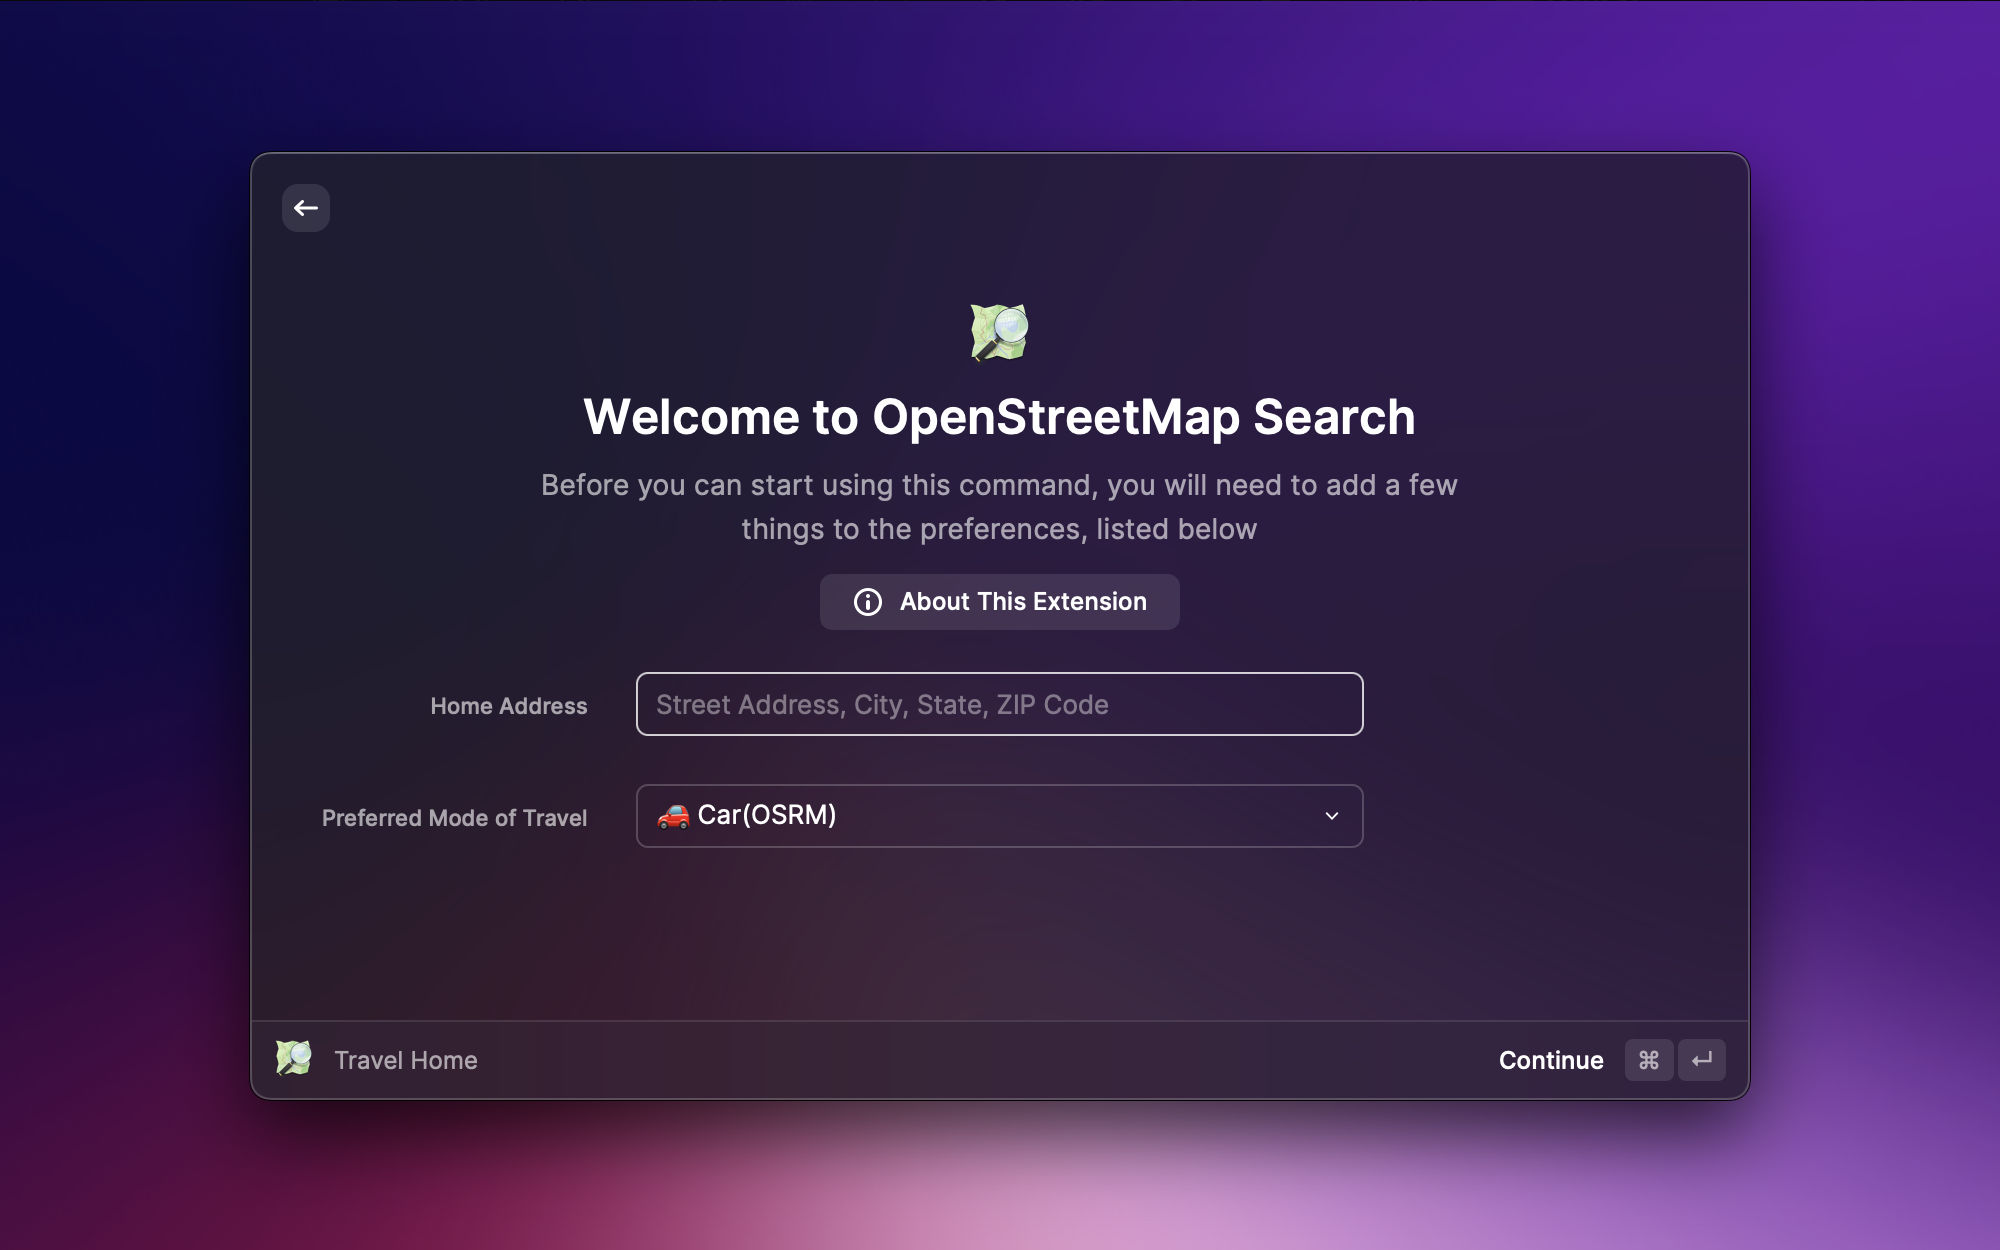 Welcome to OpenStreetMap Search
Before you can start using this command, you will need to add a few
things to the preferences, listed below
About This Extension
Home Address
Street Address, City, State, ZIP Code
Preferred Mode of Travel
🚗 Car(OSRM)
Travel Home
Continue ⌘ ↵